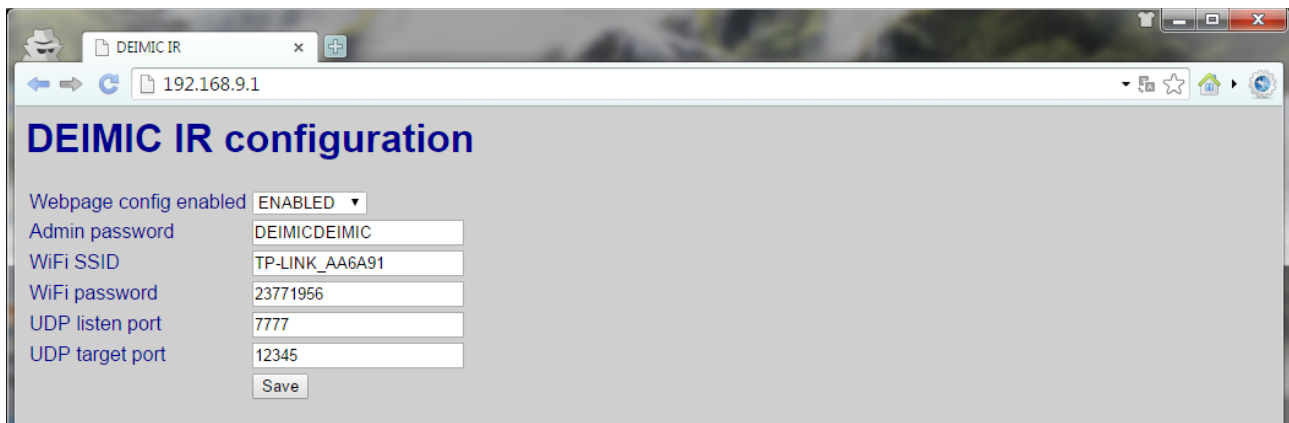 DEIMIC IR
192.168.9.1
DEIMIC IR configuration
Webpage config enabled ENABLED
Admin password DEIMICDEIMIC
WiFi SSID TP-LINK_AA6A91
WiFi password 23771956
UDP listen port 7777
UDP target port 12345
Save